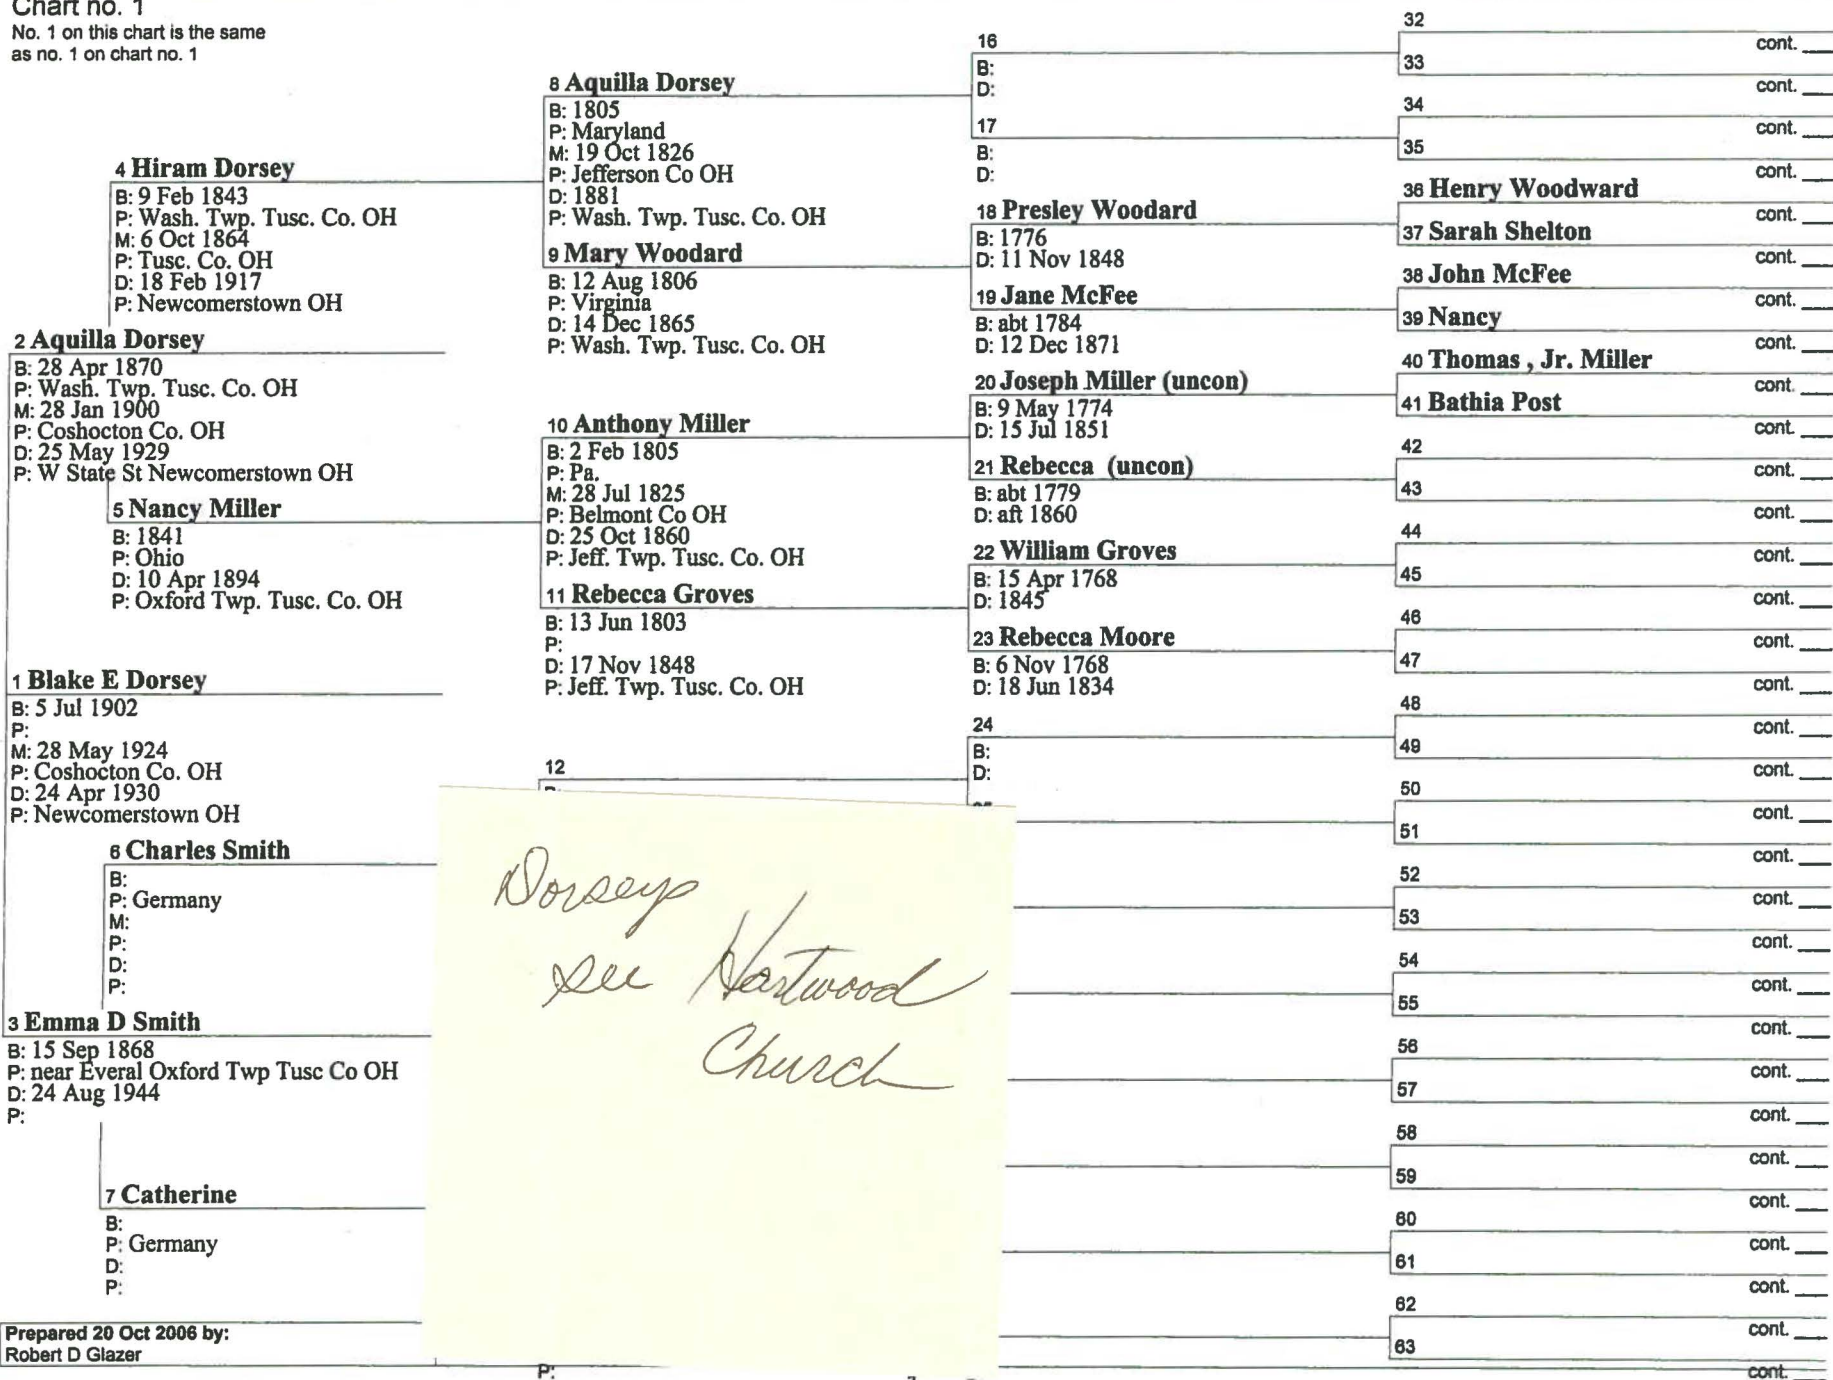 Chart no. 1
No. 1 on this chart is the same
as no. 1 on chart no. 1
4 Hiram Dorsey
B: 9 Feb 1843
P: Wash. Twp. Tusc. Co. OH
M: 6 Oct 1864
P: Tusc. Co. OH
D: 18 Feb 1917
P: Newcomerstown OH
2 Aquilla Dorsey
B: 28 Apr 1870
P: Wash. Twp. Tusc. Co. OH
M: 28 Jan 1900
P: Coshocton Co. OH
D: 25 May 1929
P: W State St Newcomerstown OH
5 Nancy Miller
B: 1841
P: Ohio
D: 10 Apr 1894
P: Oxford Twp. Tusc. Co. OH
1 Blake E Dorsey
B: 5 Jul 1902
P:
M: 28 May 1924
P: Coshocton Co. OH
D: 24 Apr 1930
P: Newcomerstown OH
6 Charles Smith
B:
P: Germany
M:
P:
D:
P:
3 Emma D Smith
B: 15 Sep 1868
P: near Everal Oxford Twp Tusc Co OH
D: 24 Aug 1944
P:
7 Catherine
B:
P: Germany
D:
P:
Prepared 20 Oct 2006 by:
Robert D Glazer
8 Aquilla Dorsey
B: 1805
P: Maryland
M: 19 Oct 1826
P: Jefferson Co OH
D: 1881
P: Wash. Twp. Tusc. Co. OH
9 Mary Woodard
B: 12 Aug 1806
P: Virginia
D: 14 Dec 1865
P: Wash. Twp. Tusc. Co. OH
10 Anthony Miller
B: 2 Feb 1805
P: Pa.
M: 28 Jul 1825
P: Belmont Co OH
D: 25 Oct 1860
P: Jeff. Twp. Tusc. Co. OH
11 Rebecca Groves
B: 13 Jun 1803
P:
D: 17 Nov 1848
P: Jeff. Twp. Tusc. Co. OH
12
Dorseys
see Hartwood
Church
P:
16
B:
D:
17
B:
D:
18 Presley Woodard
B: 1776
D: 11 Nov 1848
19 Jane McFee
B: abt 1784
D: 12 Dec 1871
20 Joseph Miller (uncon)
B: 9 May 1774
D: 15 Jul 1851
21 Rebecca (uncon)
B: abt 1779
D: aft 1860
22 William Groves
B: 15 Apr 1768
D: 1845
23 Rebecca Moore
B: 6 Nov 1768
D: 18 Jun 1834
24
B:
D:
32
cont.
33
cont.
34
cont.
35
cont.
36 Henry Woodward
cont.
37 Sarah Shelton
cont.
38 John McFee
cont.
39 Nancy
cont.
40 Thomas , Jr. Miller
cont.
41 Bathia Post
cont.
42
cont.
43
cont.
44
cont.
45
cont.
46
cont.
47
cont.
48
cont.
49
cont.
50
cont.
51
cont.
52
cont.
53
cont.
54
cont.
55
cont.
56
cont.
57
cont.
58
cont.
59
cont.
60
cont.
61
cont.
62
cont.
63
cont.